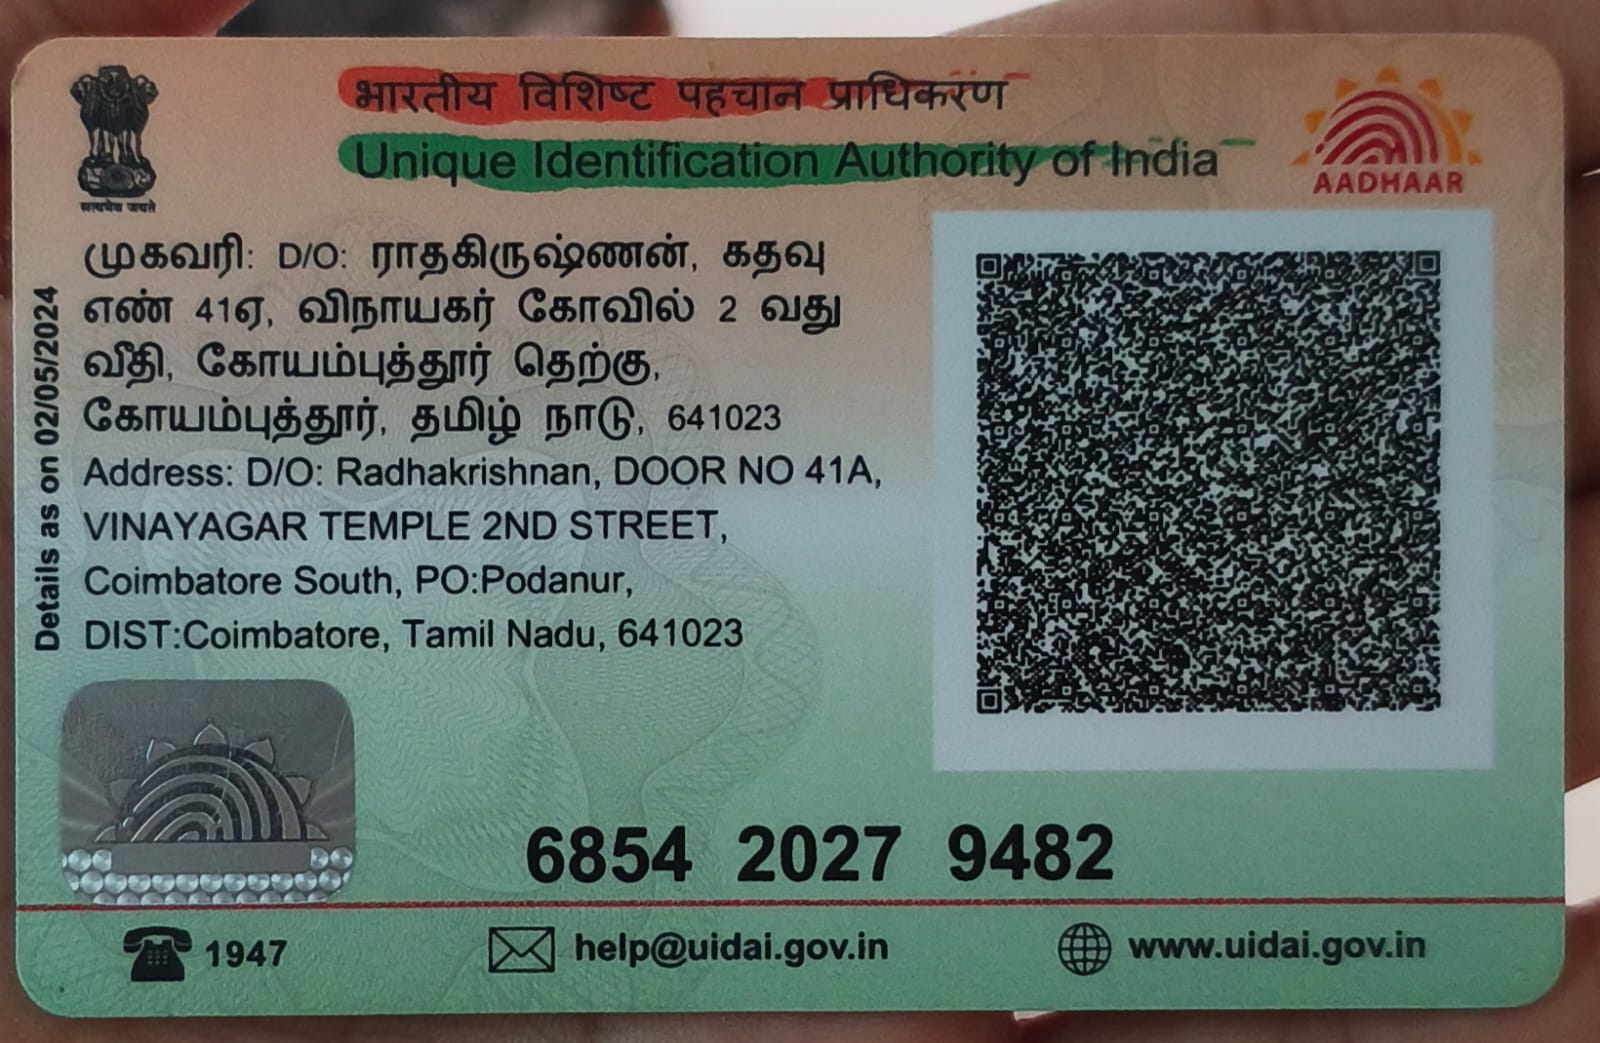 भारतीय विशिष्ट पहचान प्राधिकरण
Unique Identification Authority of India
AADHAAR
सत्यमेव जयते
முகவரி: D/O: ராதகிருஷ்ணன், கதவு
எண் 41ஏ, விநாயகர் கோவில் 2 வது
வீதி, கோயம்புத்தூர் தெற்கு,
கோயம்புத்தூர், தமிழ் நாடு, 641023
Address: D/O: Radhakrishnan, DOOR NO 41A,
VINAYAGAR TEMPLE 2ND STREET,
Coimbatore South, PO:Podanur,
DIST:Coimbatore, Tamil Nadu, 641023
Details as on 02/05/2024
6854 2027 9482
1947
help@uidai.gov.in
www.uidai.gov.in